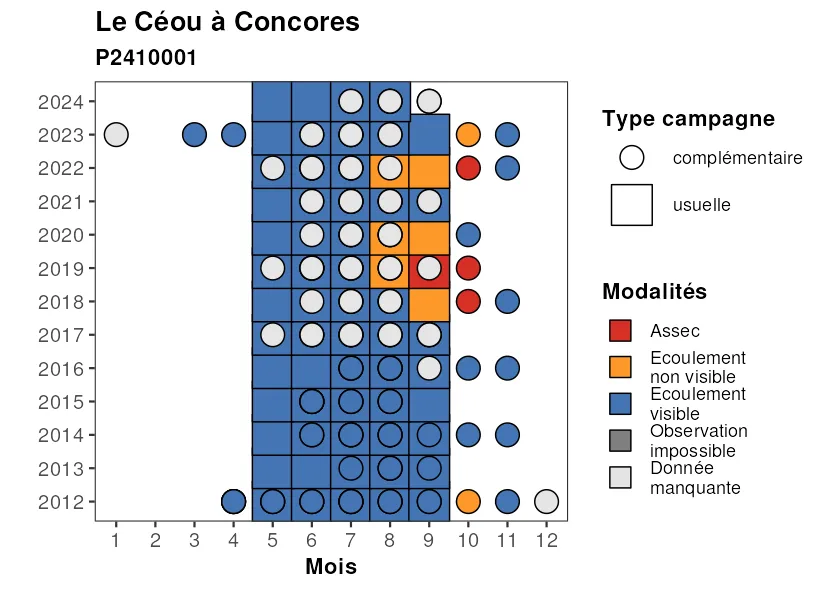 Le Céou à Concores
P2410001
2024
2023
2022
2021
2020
2019
2018
2017
2016
2015
2014
2013
2012
1 2 3 4 5 6 7 8 9 10 11 12
Mois
Type campagne
complémentaire
usuelle
Modalités
Assec
Ecoulement
non visible
Ecoulement
visible
Observation
impossible
Donnée
manquante